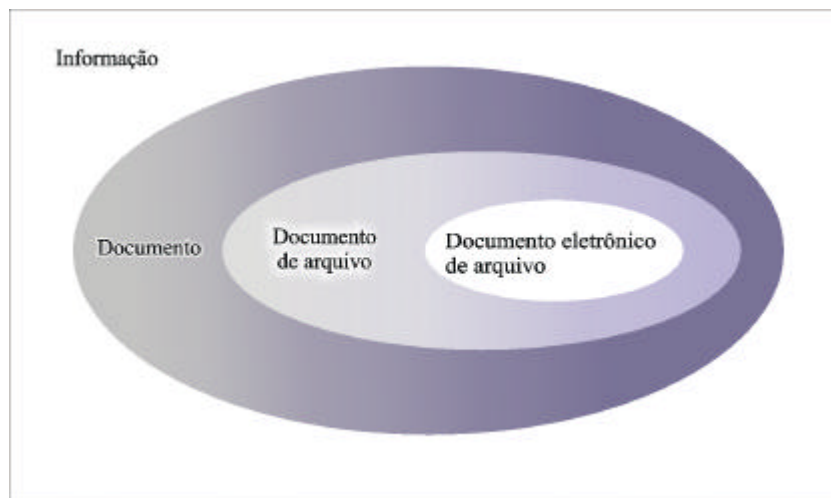 Informação
Documento
Documento
de arquivo
Documento eletrônico
de arquivo